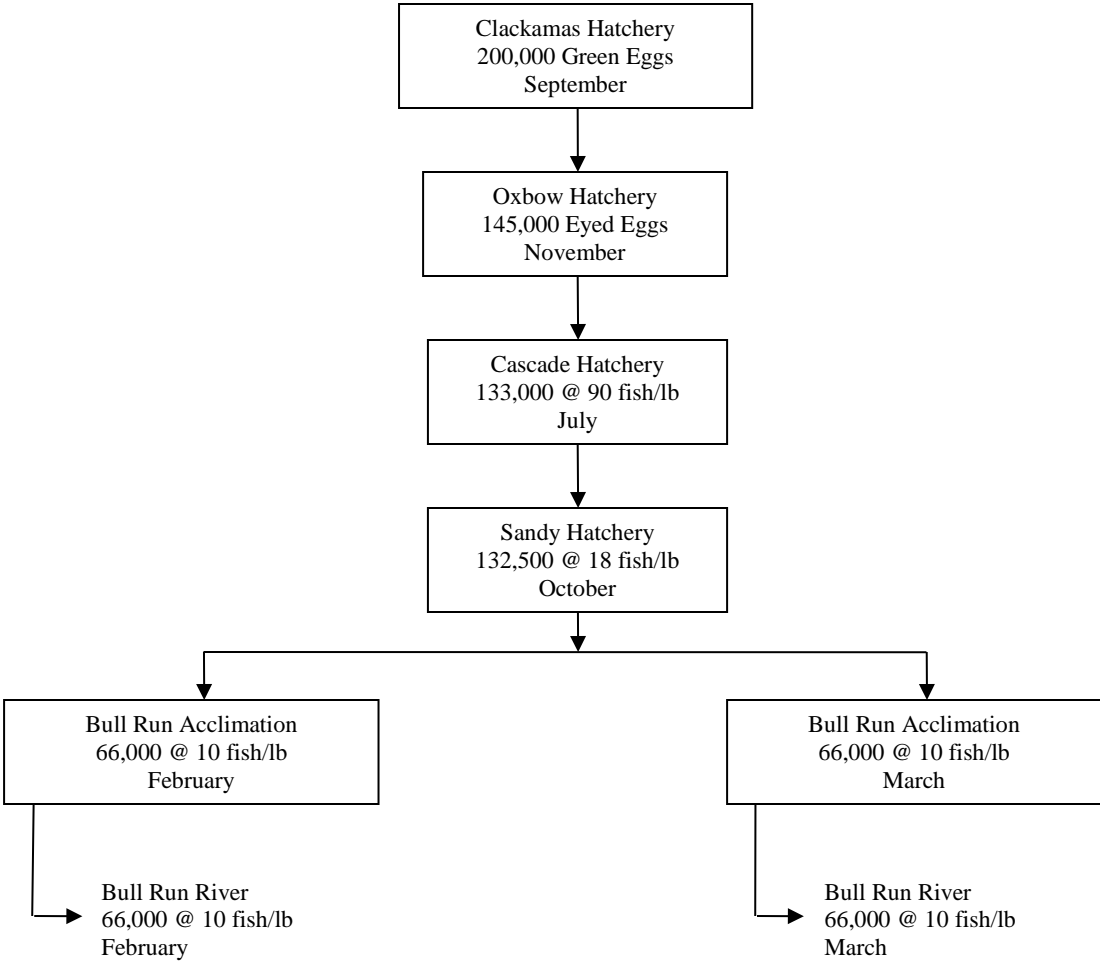 Clackamas Hatchery
200,000 Green Eggs
September
Oxbow Hatchery
145,000 Eyed Eggs
November
Cascade Hatchery
133,000 @ 90 fish/lb
July
Sandy Hatchery
132,500 @ 18 fish/lb
October
Bull Run Acclimation
66,000 @ 10 fish/lb
February
Bull Run Acclimation
66,000 @ 10 fish/lb
March
Bull Run River
66,000 @ 10 fish/lb
February
Bull Run River
66,000 @ 10 fish/lb
March